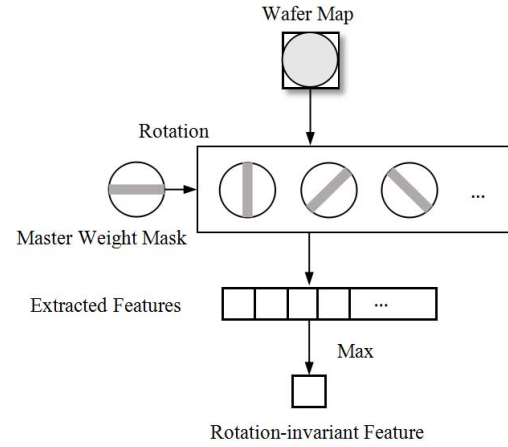 Wafer Map
Rotation
...
Master Weight Mask
Extracted Features
...
Max
Rotation-invariant Feature